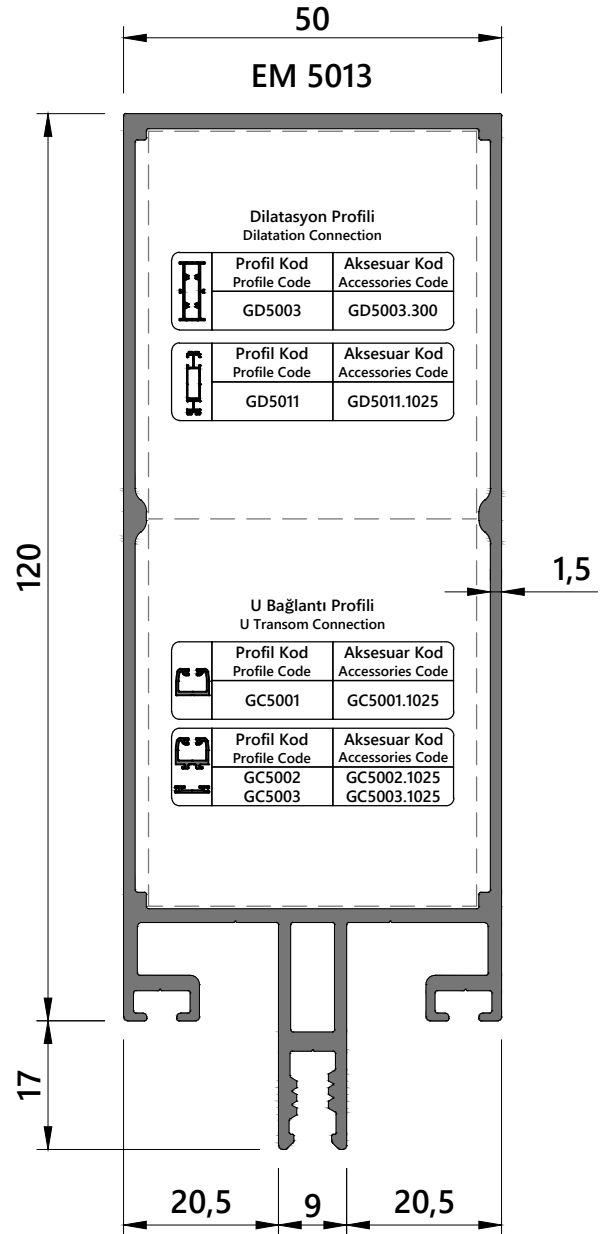 50
EM 5013
Dilatasyon Profili
Dilatation Connection
Profil Kod Aksesuar Kod
Profile Code Accessories Code
GD5003 GD5003.300
Profil Kod Aksesuar Kod
Profile Code Accessories Code
GD5011 GD5011.1025
120
1,5
U Bağlantı Profili
U Transom Connection
Profil Kod Aksesuar Kod
Profile Code Accessories Code
GC5001 GC5001.1025
Profil Kod Aksesuar Kod
Profile Code Accessories Code
GC5002 GC5002.1025
GC5003 GC5003.1025
17
20,5 9 20,5